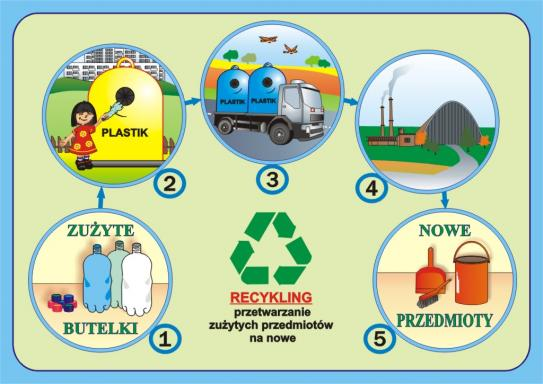 ZUŻYTE
BUTELKI
1
PLASTIK
2
PLASTIK PLASTIK
3
4
NOWE
PRZEDMIOTY
5
RECYKLING
przetwarzanie
zużytych przedmiotów
na nowe